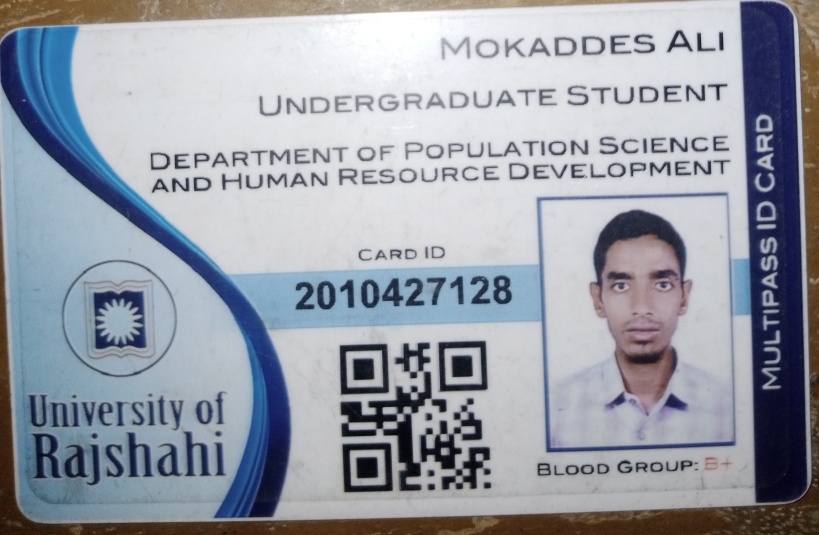 MOKADDES ALI
UNDERGRADUATE STUDENT
DEPARTMENT OF POPULATION SCIENCE
AND HUMAN RESOURCE DEVELOPMENT
CARD ID
2010427128
University of
Rajshahi
BLOOD GROUP: B+
MULTIPASS ID CARD